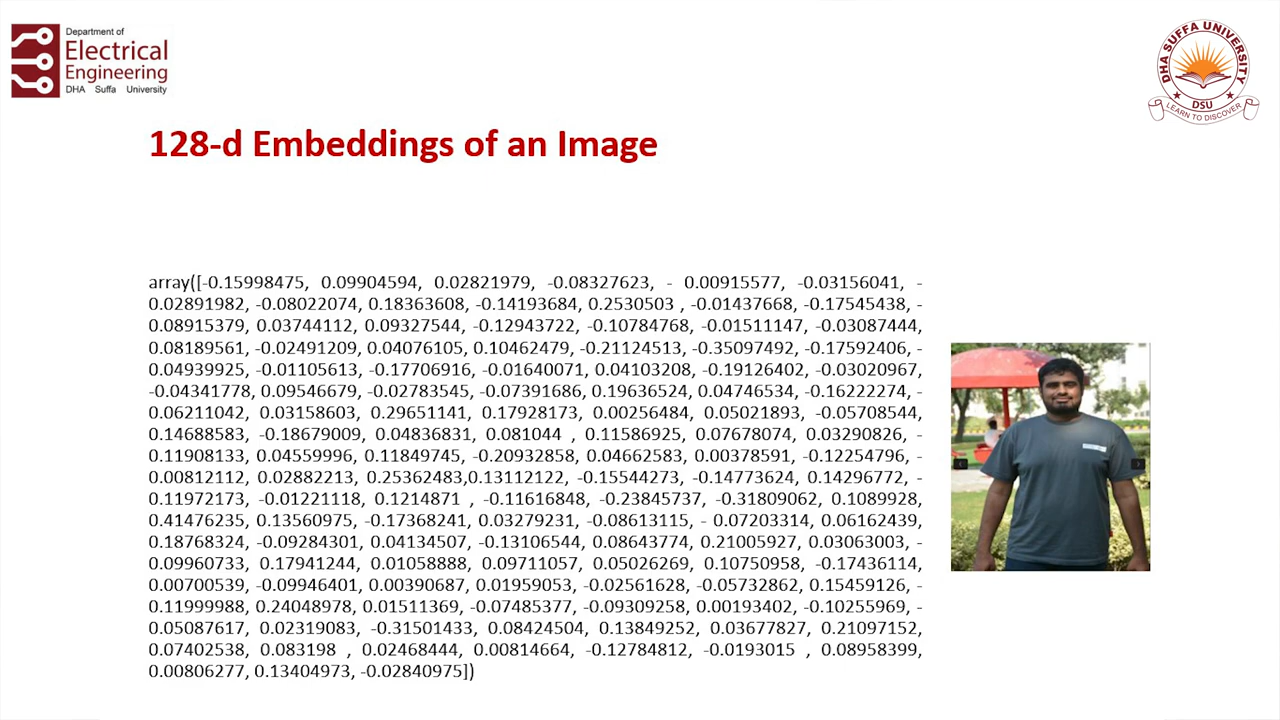 Department of
Electrical
Engineering
DHA Suffa University
DHA SUFFA UNIVERSITY
DSU
LEARN TO DISCOVER
128-d Embeddings of an Image
array([-0.15998475, 0.09904594, 0.02821979, -0.08327623, - 0.00915577, -0.03156041, -
0.02891982, -0.08022074, 0.18363608, -0.14193684, 0.2530503 , -0.01437668, -0.17545438, -
0.08915379, 0.03744112, 0.09327544, -0.12943722, -0.10784768, -0.01511147, -0.03087444,
0.08189561, -0.02491209, 0.04076105, 0.10462479, -0.21124513, -0.35097492, -0.17592406, -
0.04939925, -0.01105613, -0.17706916, -0.01640071, 0.04103208, -0.19126402, -0.03020967,
-0.04341778, 0.09546679, -0.02783545, -0.07391686, 0.19636524, 0.04746534, -0.16222274, -
0.06211042, 0.03158603, 0.29651141, 0.17928173, 0.00256484, 0.05021893, -0.05708544,
0.14688583, -0.18679009, 0.04836831, 0.081044 , 0.11586925, 0.07678074, 0.03290826, -
0.11908133, 0.04559996, 0.11849745, -0.20932858, 0.04662583, 0.00378591, -0.12254796, -
0.00812112, 0.02882213, 0.25362483,0.13112122, -0.15544273, -0.14773624, 0.14296772, -
0.11972173, -0.01221118, 0.1214871 , -0.11616848, -0.23845737, -0.31809062, 0.1089928,
0.41476235, 0.13560975, -0.17368241, 0.03279231, -0.08613115, - 0.07203314, 0.06162439,
0.18768324, -0.09284301, 0.04134507, -0.13106544, 0.08643774, 0.21005927, 0.03063003, -
0.09960733, 0.17941244, 0.01058888, 0.09711057, 0.05026269, 0.10750958, -0.17436114,
0.00700539, -0.09946401, 0.00390687, 0.01959053, -0.02561628, -0.05732862, 0.15459126, -
0.11999988, 0.24048978, 0.01511369, -0.07485377, -0.09309258, 0.00193402, -0.10255969, -
0.05087617, 0.02319083, -0.31501433, 0.08424504, 0.13849252, 0.03677827, 0.21097152,
0.07402538, 0.083198 , 0.02468444, 0.00814664, -0.12784812, -0.0193015 , 0.08958399,
0.00806277, 0.13404973, -0.02840975])